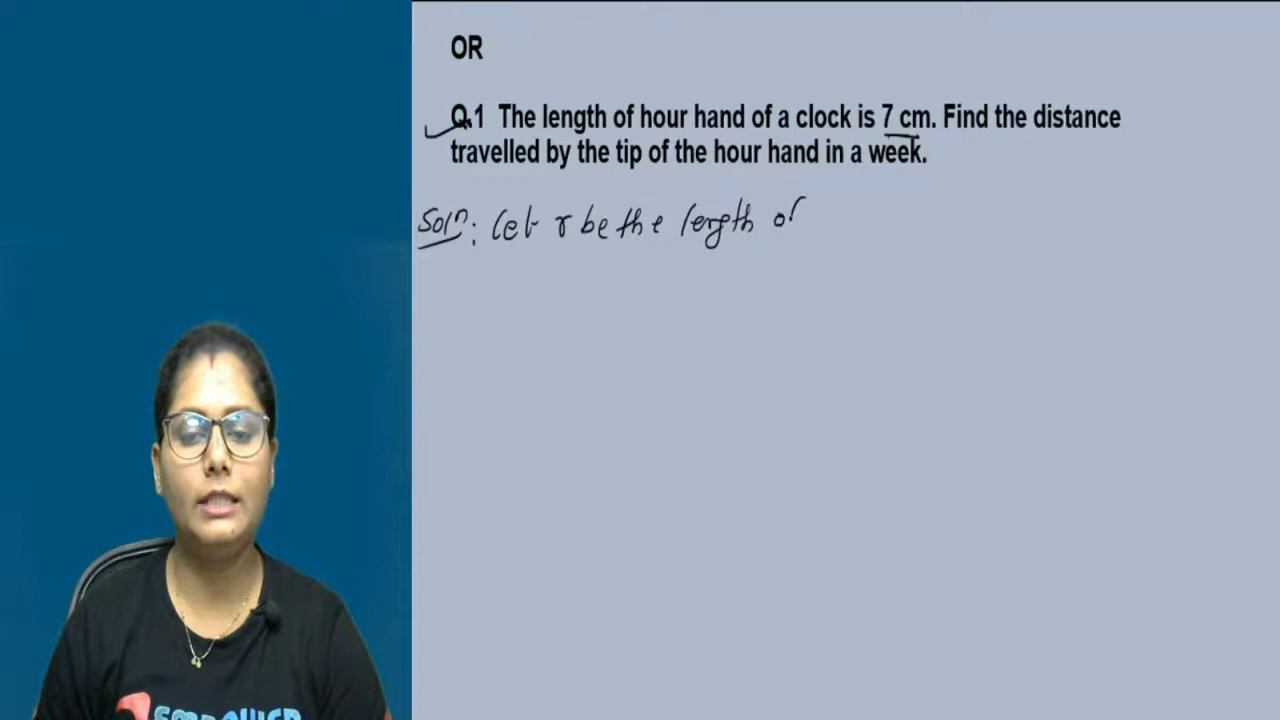 OR
Q.1 The length of hour hand of a clock is 7 cm. Find the distance
travelled by the tip of the hour hand in a week.
Soln: Let r be the length of